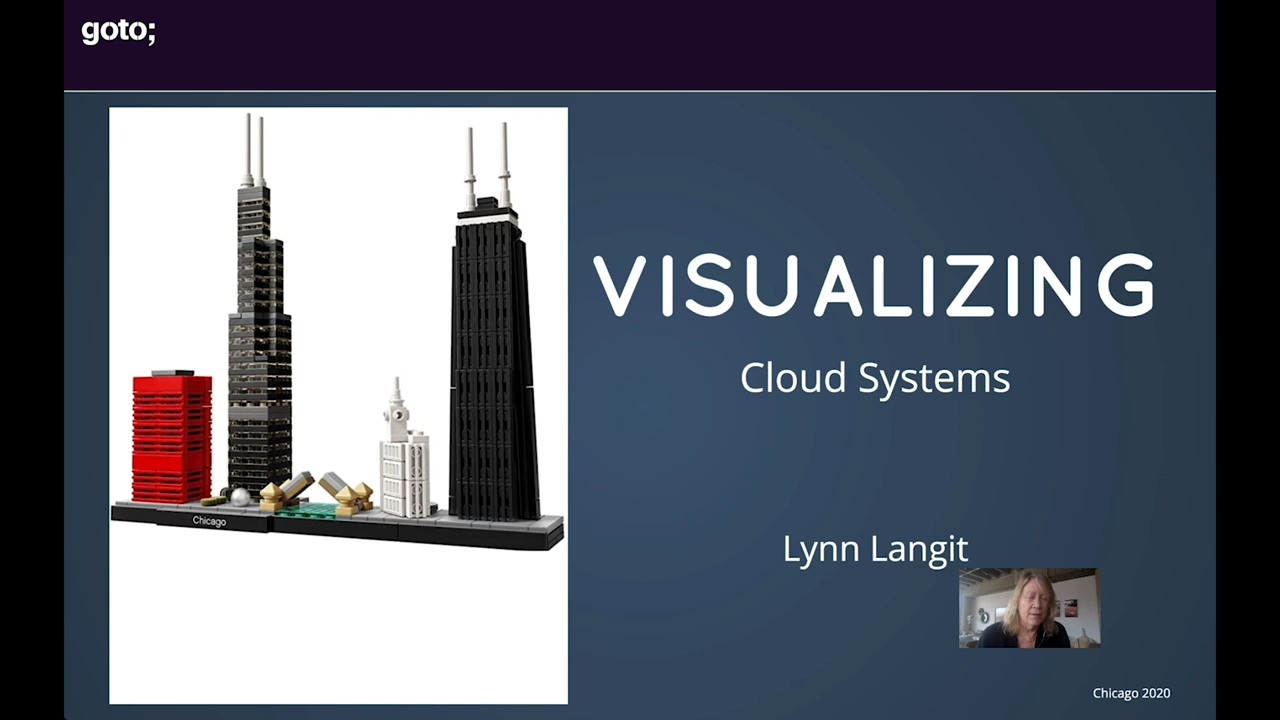 goto;
VISUALIZING
Cloud Systems
Chicago
Lynn Langit
Chicago 2020